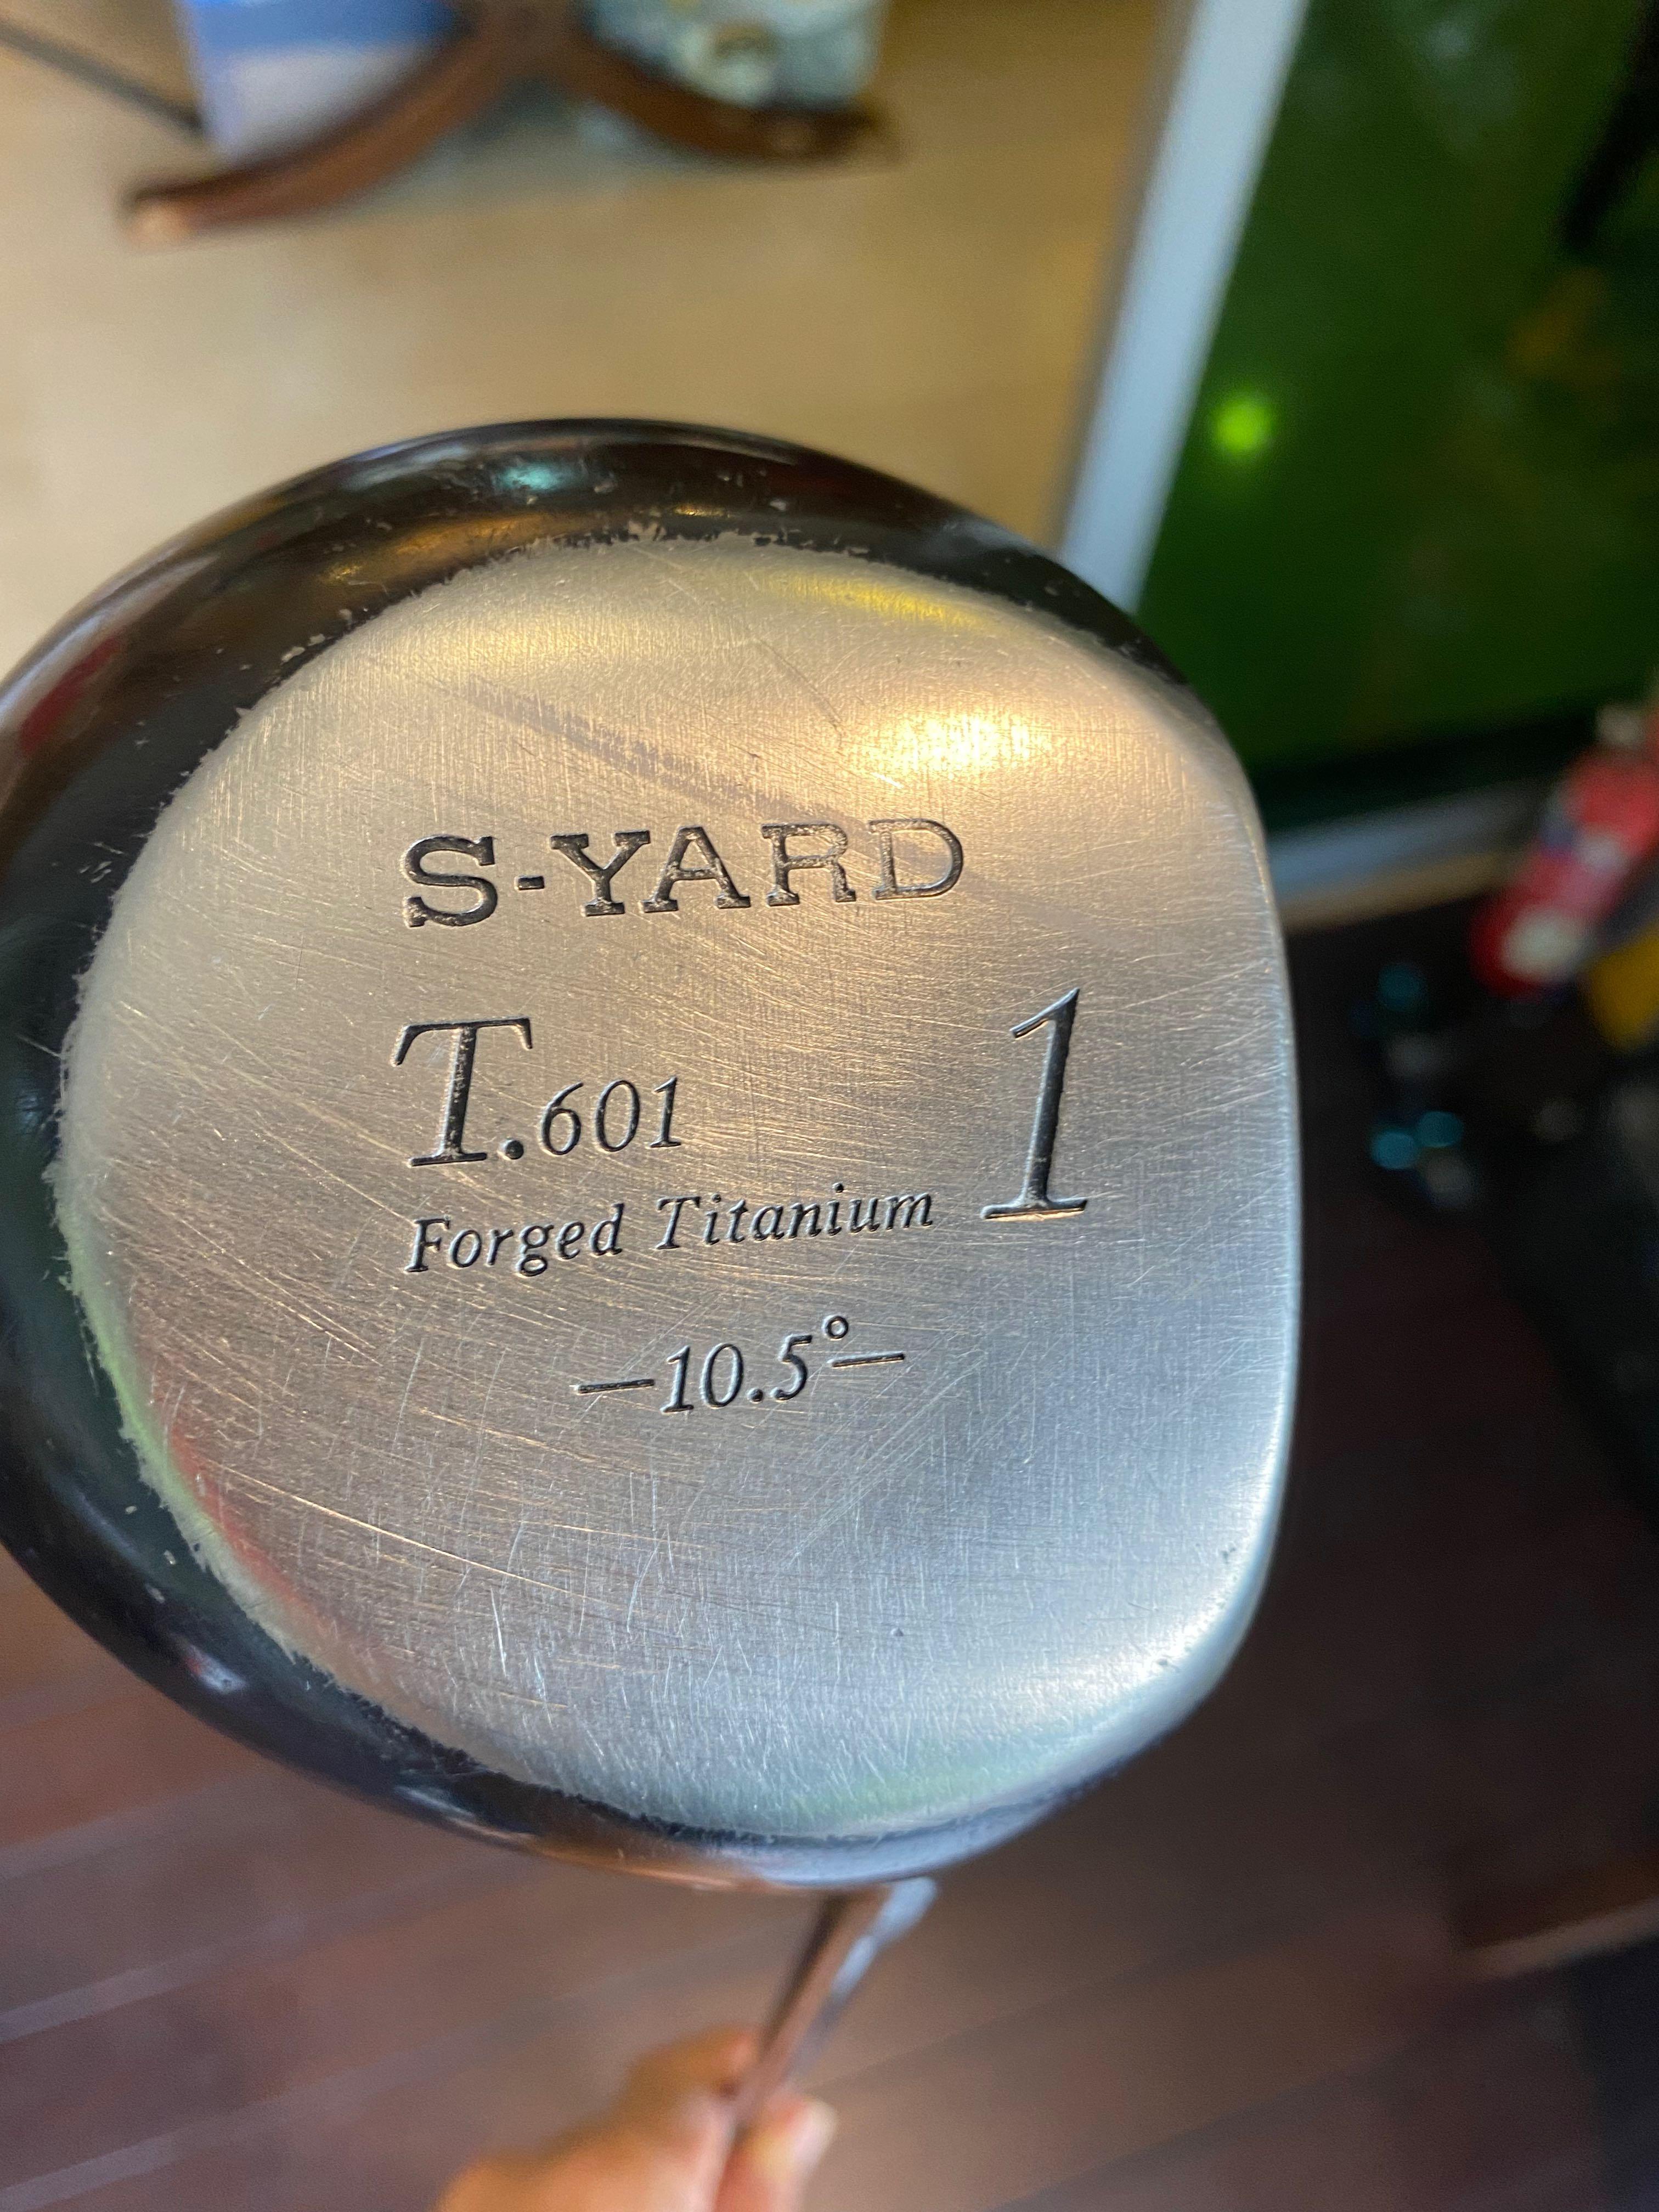 S-YARD
T.601 1
Forged Titanium
—10.5°—